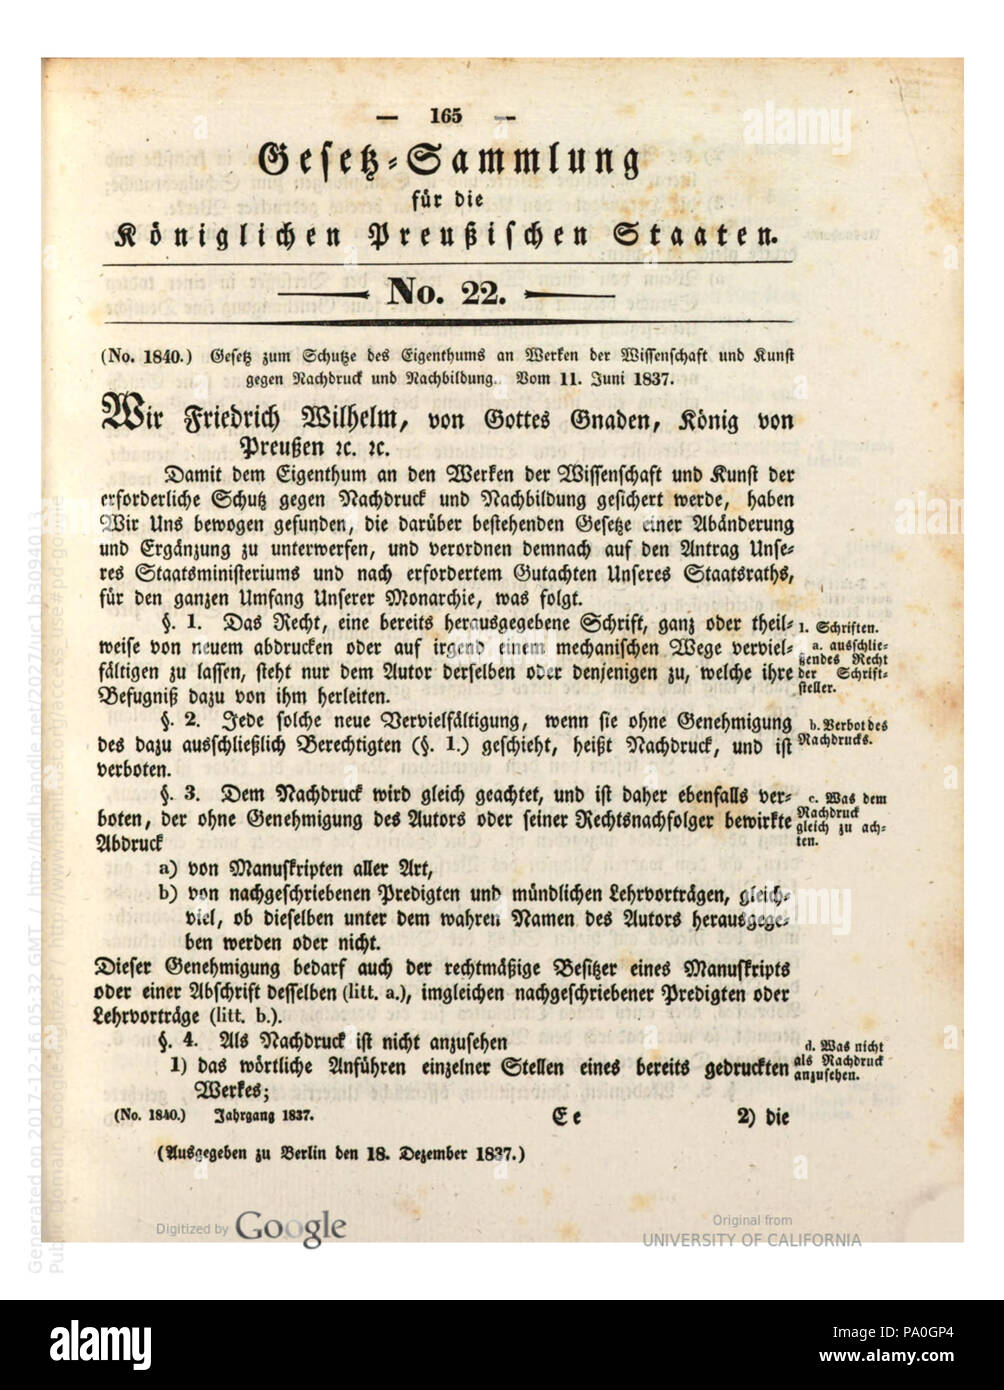 — 165 —
Gesetz-Sammlung
für die
Königlichen Preußischen Staaten.
No. 22.
(No. 1840.) Gesetz zum Schutze des Eigenthums an Werken der Wissenschaft und Kunst
gegen Nachdruck und Nachbildung. Vom 11. Juni 1837.
Wir Friedrich Wilhelm, von Gottes Gnaden, König von
Preußen ꝛc. ꝛc.
Damit dem Eigenthum an den Werken der Wissenschaft und Kunst der
erforderliche Schutz gegen Nachdruck und Nachbildung gesichert werde, haben
Wir Uns bewogen gefunden, die darüber bestehenden Gesetze einer Abänderung
und Ergänzung zu unterwerfen, und verordnen demnach auf den Antrag Unse-
res Staatsministeriums und nach erfordertem Gutachten Unseres Staatsraths,
für den ganzen Umfang Unserer Monarchie, was folgt.
§. 1. Das Recht, eine bereits herausgegebene Schrift, ganz oder theil-
weise von neuem abdrucken oder auf irgend einem mechanischen Wege verviel-
fältigen zu lassen, steht nur dem Autor derselben oder denjenigen zu, welche ihre
Befugniß dazu von ihm herleiten.
1. Schriften.
a. ausschlie-
ßendes Recht
der Schrift-
steller.
§. 2. Jede solche neue Vervielfältigung, wenn sie ohne Genehmigung
des dazu ausschließlich Berechtigten (§. 1.) geschieht, heißt Nachdruck, und ist
verboten.
b. Verbot des
Nachdrucks.
§. 3. Dem Nachdruck wird gleich geachtet, und ist daher ebenfalls ver-
boten, der ohne Genehmigung des Autors oder seiner Rechtsnachfolger bewirkte
Abdruck
c. Was dem
Nachdruck
gleich zu ach-
ten.
a) von Manuskripten aller Art,
b) von nachgeschriebenen Predigten und mündlichen Lehrvorträgen, gleich-
viel, ob dieselben unter dem wahren Namen des Autors herausgege-
ben werden oder nicht.
Dieser Genehmigung bedarf auch der rechtmäßige Besitzer eines Manuskripts
oder einer Abschrift desselben (litt. a.), imgleichen nachgeschriebener Predigten oder
Lehrvorträge (litt. b.).
§. 4. Als Nachdruck ist nicht anzusehen
1) das wörtliche Anführen einzelner Stellen eines bereits gedruckten
Werkes;
d. Was nicht
als Nachdruck
anzusehen.
(No. 1840.) Jahrgang 1837. Ee 2) die
(Ausgegeben zu Berlin den 18. Dezember 1837.)
Digitized by Google
Original from
UNIVERSITY OF CALIFORNIA
alamy
Image ID: PA0GP4
www.alamy.com